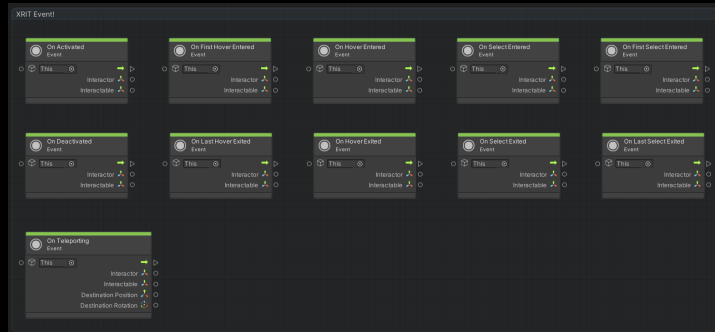 XRIT Event!
On Activated
Event
This
Interactor
Interactable
On First Hover Entered
Event
This
Interactor
Interactable
On Hover Entered
Event
This
Interactor
Interactable
On Select Entered
Event
This
Interactor
Interactable
On First Select Entered
Event
This
Interactor
Interactable
On Deactivated
Event
This
Interactor
Interactable
On Last Hover Exited
Event
This
Interactor
Interactable
On Hover Exited
Event
This
Interactor
Interactable
On Select Exited
Event
This
Interactor
Interactable
On Last Select Exited
Event
This
Interactor
Interactable
On Teleporting
Event
This
Interactor
Interactable
Destination Position
Destination Rotation